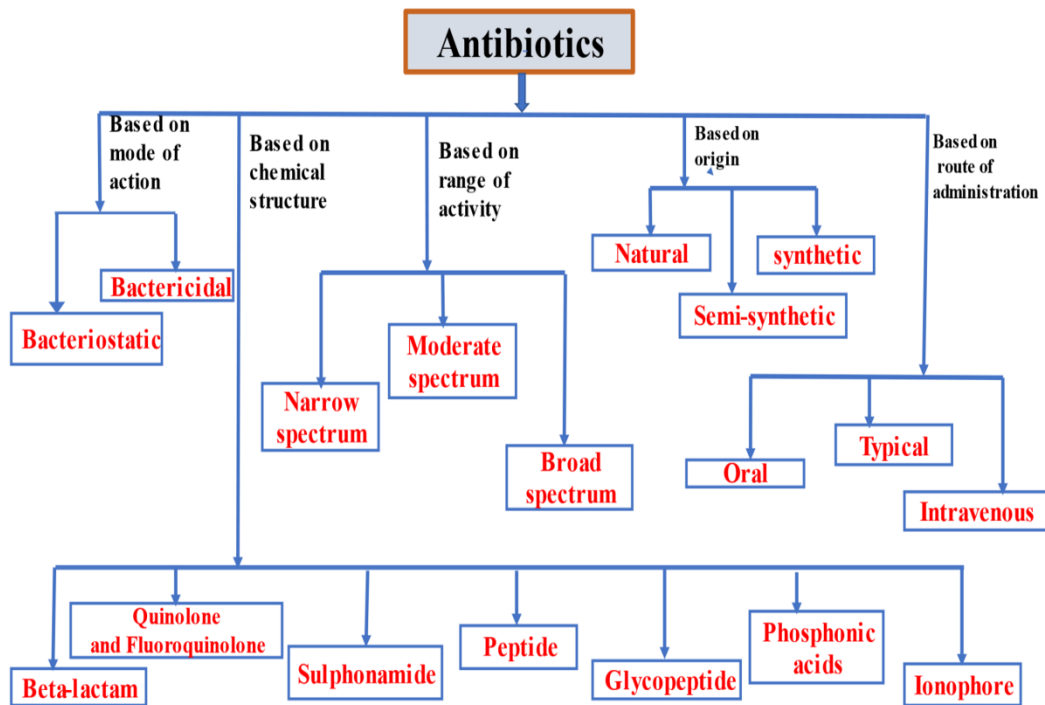 Antibiotics
Based on
mode of
action
Based on
chemical
structure
Based on
range of
activity
Based on
origin
Based on
route of
administration
Bacteriostatic
Bactericidal
Narrow
spectrum
Moderate
spectrum
Broad
spectrum
Natural
Semi-synthetic
synthetic
Oral
Typical
Intravenous
Beta-lactam
Quinolone
and Fluoroquinolone
Sulphonamide
Peptide
Glycopeptide
Phosphonic
acids
Ionophore